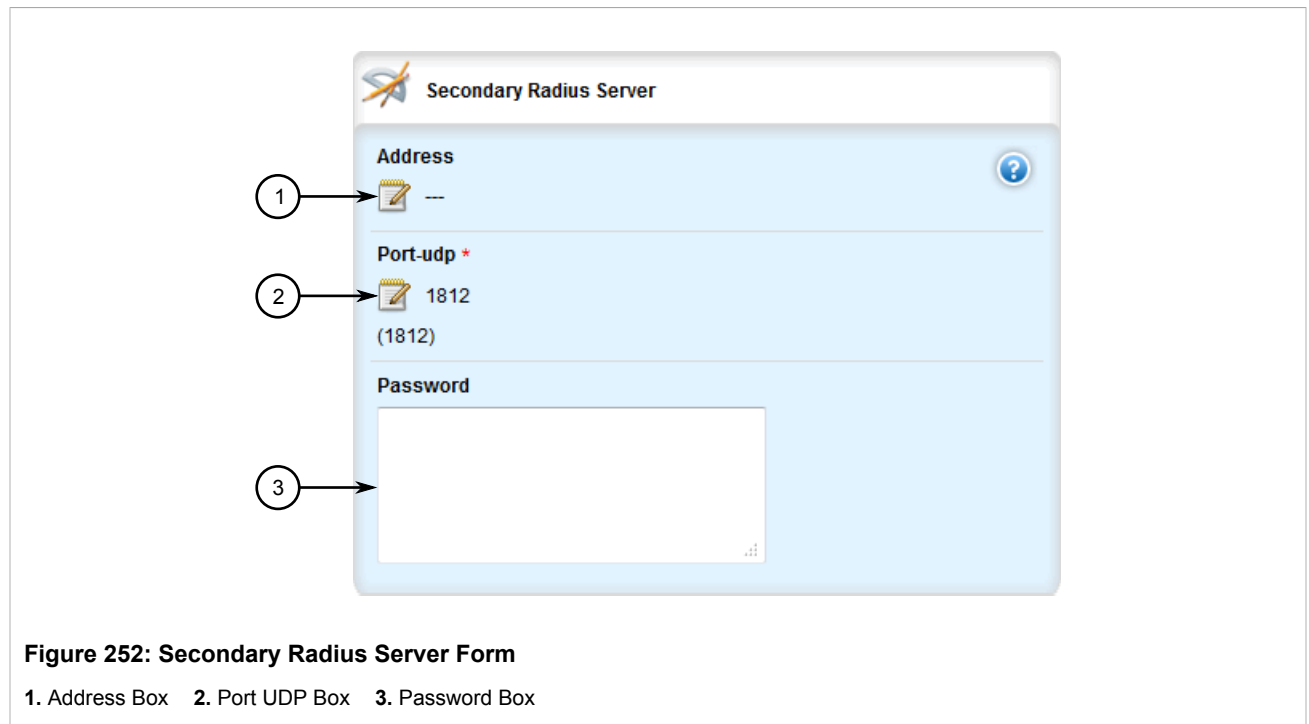 Secondary Radius Server
Address
?
1
---
Port-udp *
2
1812
(1812)
Password
3
Figure 252: Secondary Radius Server Form
1. Address Box 2. Port UDP Box 3. Password Box